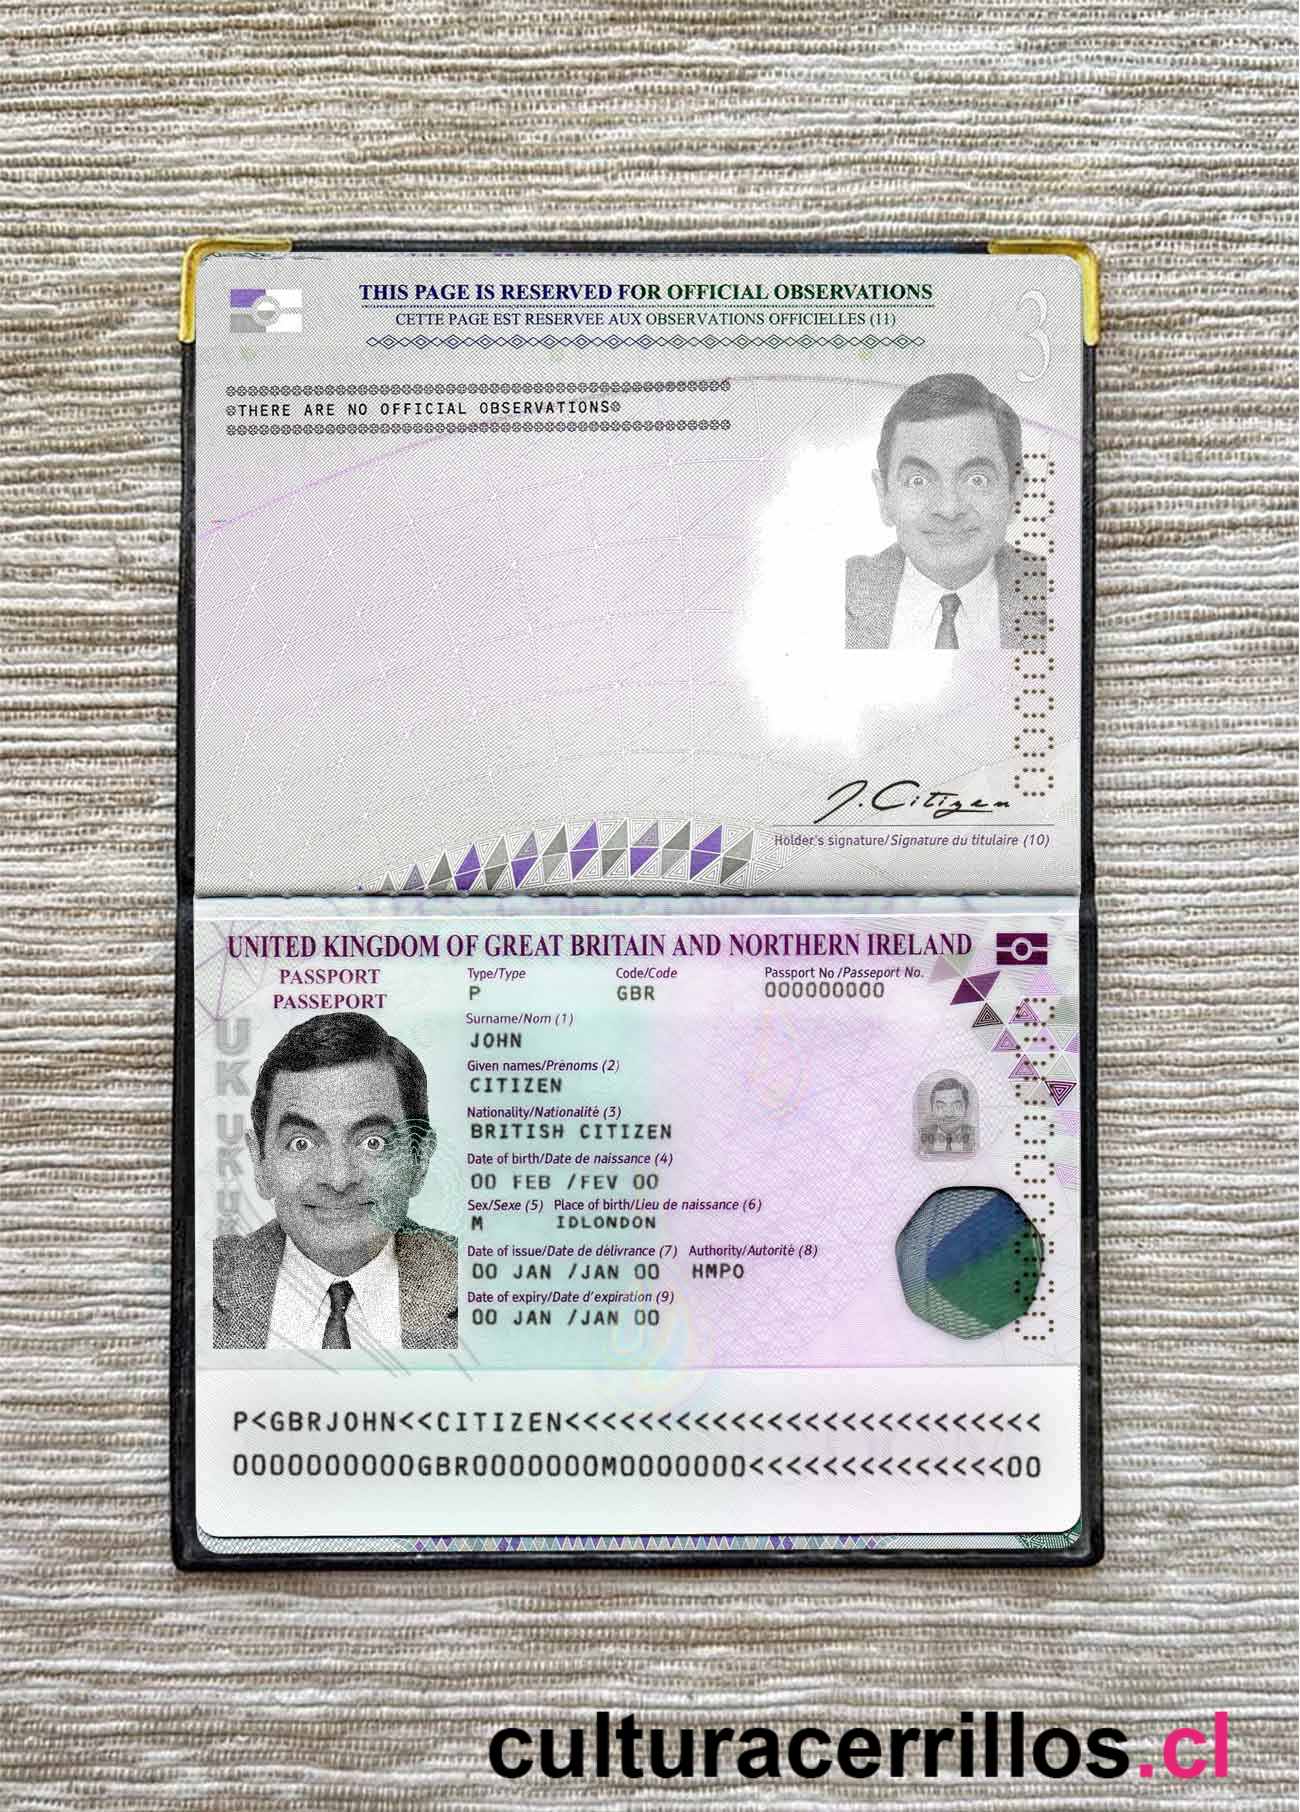 THIS PAGE IS RESERVED FOR OFFICIAL OBSERVATIONS
CETTE PAGE EST RESERVEE AUX OBSERVATIONS OFFICIELLES (11)
3
THERE ARE NO OFFICIAL OBSERVATIONS
J. Citizen
Holder's signature/Signature du titulaire (10)
UNITED KINGDOM OF GREAT BRITAIN AND NORTHERN IRELAND
PASSPORT
PASSEPORT
Type/Type Code/Code Passport No /Passeport No.
P GBR 000000000
Surname/Nom (1)
JOHN
Given names/Prénoms (2)
CITIZEN
Nationality/Nationalité (3)
BRITISH CITIZEN
Date of birth/Date de naissance (4)
00 FEB /FEV 00
Sex/Sexe (5) Place of birth/Lieu de naissance (6)
M IDLONDON
Date of issue/Date de délivrance (7) Authority/Autorité (8)
00 JAN /JAN 00 HMPO
Date of expiry/Date d'expiration (9)
00 JAN /JAN 00
UK
UK
P<GBRJOHN<<CITIZEN<<<<<<<<<<<<<<<<<<<<<<<<<<
0000000000GBR0000000M0000000<<<<<<<<<<<<<<00
culturacerrillos.cl